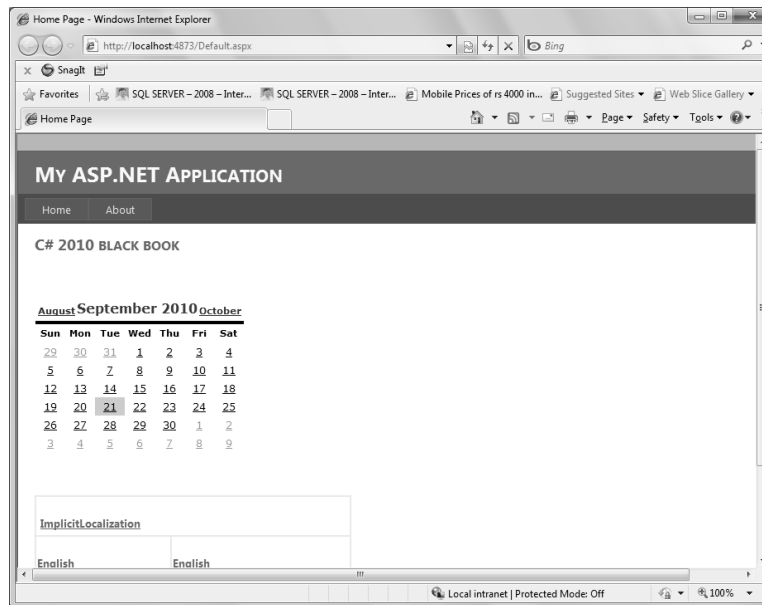 Home Page - Windows Internet Explorer
http://localhost:4873/Default.aspx
Bing
x SnagIt
Favorites SQL SERVER – 2008 – Inter... SQL SERVER – 2008 – Inter... Mobile Prices of rs 4000 in... Suggested Sites Web Slice Gallery
Home Page Page Safety Tools
MY ASP.NET APPLICATION
Home About
C# 2010 BLACK BOOK
August September 2010 October
Sun Mon Tue Wed Thu Fri Sat
29 30 31 1 2 3 4
5 6 7 8 9 10 11
12 13 14 15 16 17 18
19 20 21 22 23 24 25
26 27 28 29 30 1 2
3 4 5 6 7 8 9
ImplicitLocalization
English English
Local intranet | Protected Mode: Off 100%